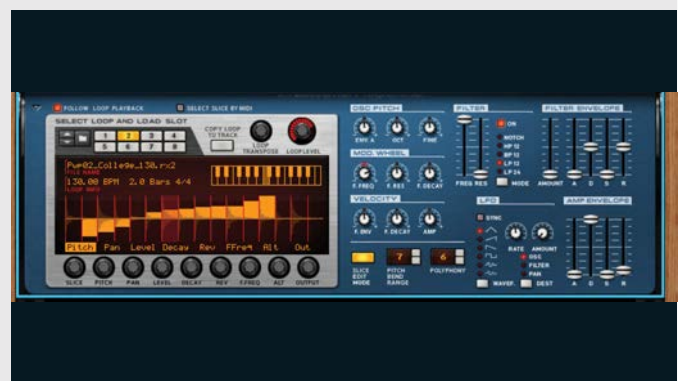 FOLLOW LOOP PLAYBACK
SELECT SLICE BY MIDI
SELECT LOOP AND LOAD SLOT
1 2 3 4
5 6 7 8
COPY LOOP TO TRACK
LOOP TRANSPOSE
LOOP LEVEL
Pwp02_College_130.rx2
FILE NAME
130.00 BPM 2.0 Bars 4/4
LOOP INFO
Pitch Pan Level Decay Rev FFreq Alt Out
SLICE PITCH PAN LEVEL DECAY REV F.FREQ ALT OUTPUT
OSC PITCH
ENV. A OCT FINE
MOD. WHEEL
F.FREQ F.RES F.DECAY
VELOCITY
F.ENV F.DECAY AMP
SLICE EDIT MODE
7
PITCH BEND RANGE
6
POLYPHONY
FILTER
ON
NOTCH
HP 12
BP 12
LP 12
LP 24
FREQ RES MODE
FILTER ENVELOPE
AMOUNT A D S R
LFO
SYNC
RATE AMOUNT
OSC
FILTER
PAN
WAVEF. DEST
AMP ENVELOPE
A D S R